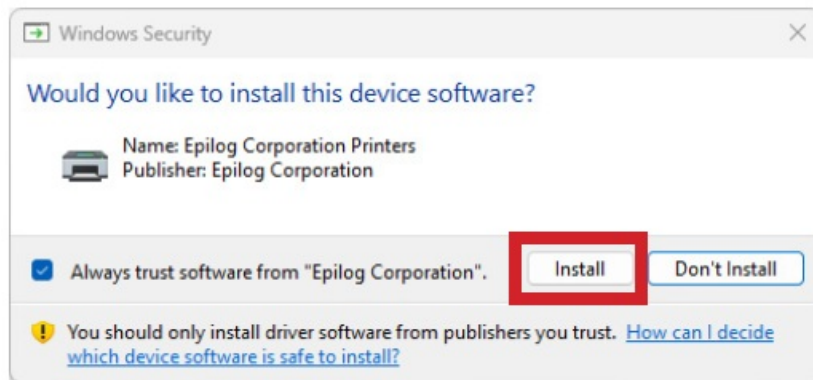 Windows Security
Would you like to install this device software?
Name: Epilog Corporation Printers
Publisher: Epilog Corporation
Always trust software from "Epilog Corporation".
Install
Don't Install
You should only install driver software from publishers you trust. How can I decide
which device software is safe to install?